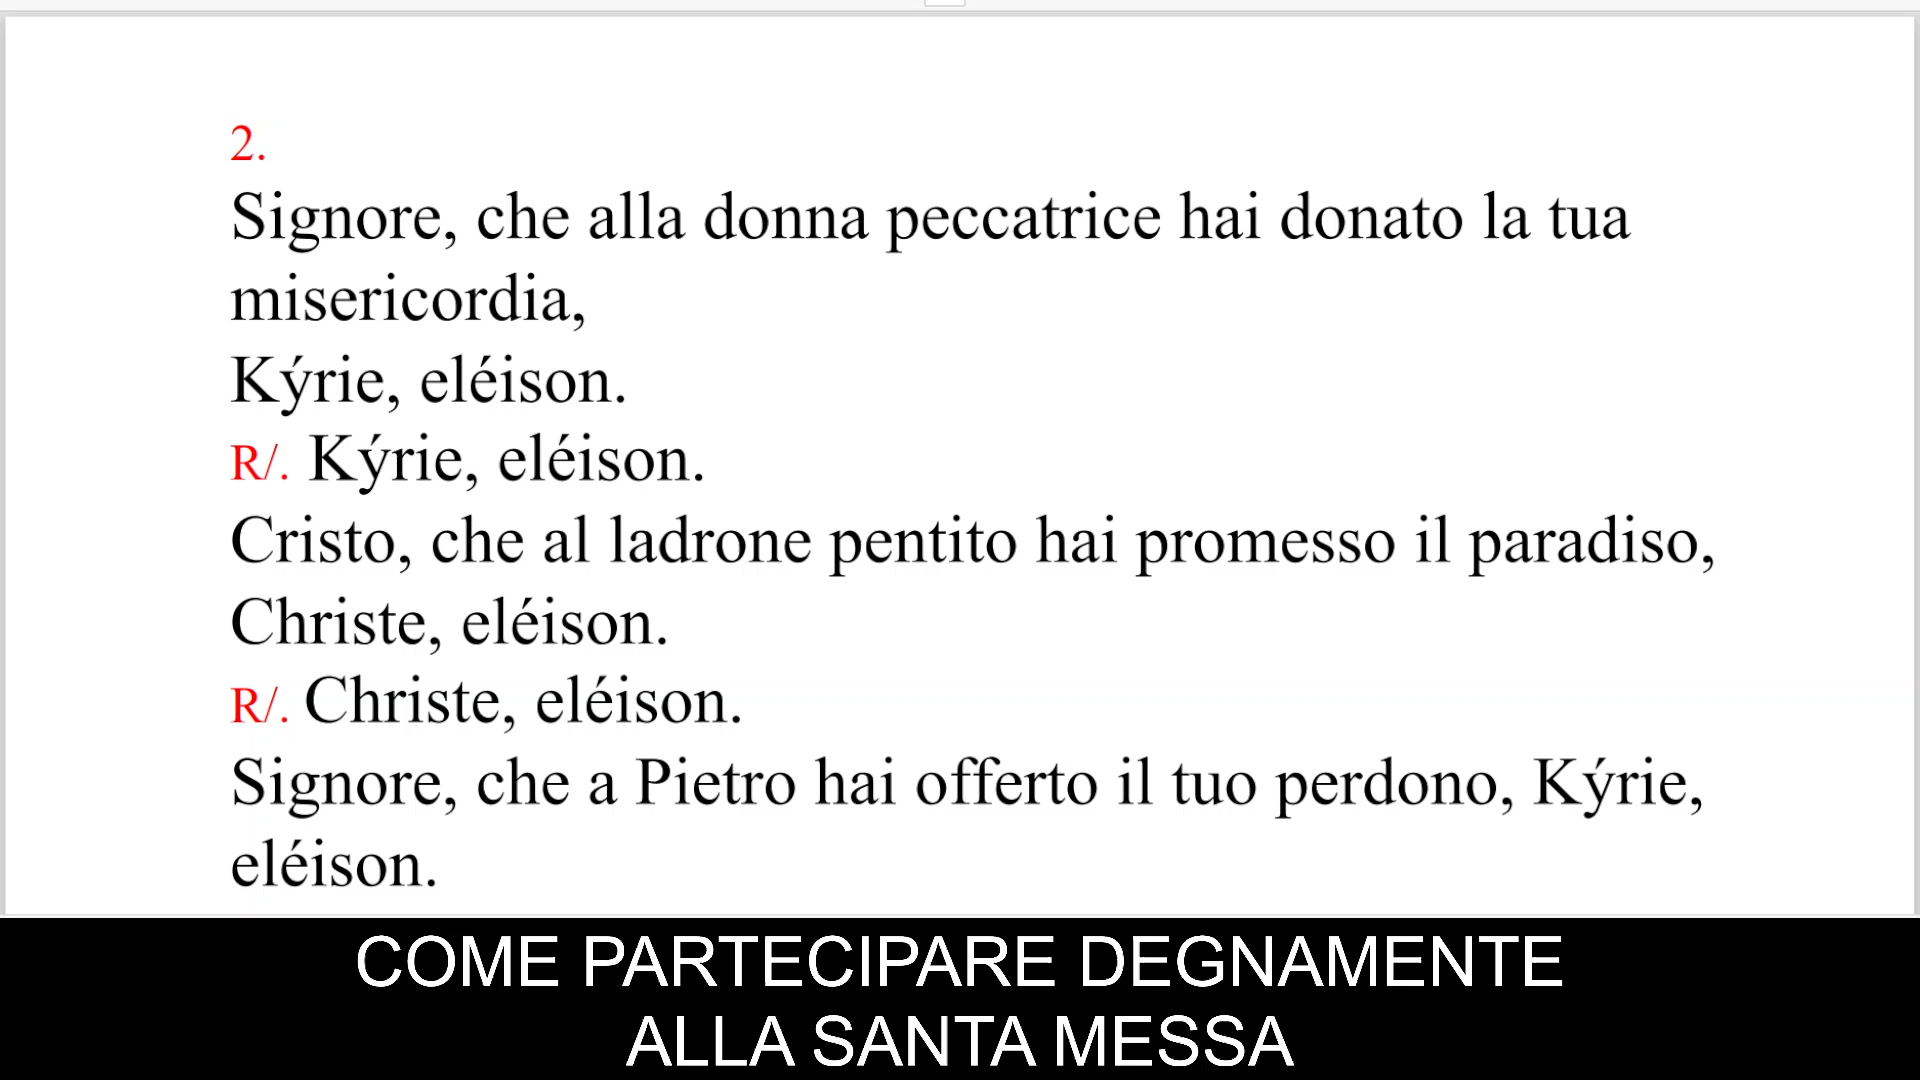 2.
Signore, che alla donna peccatrice hai donato la tua
misericordia,
Kýrie, eléison.
R/. Kýrie, eléison.
Cristo, che al ladrone pentito hai promesso il paradiso,
Christe, eléison.
R/. Christe, eléison.
Signore, che a Pietro hai offerto il tuo perdono, Kýrie,
eléison.
COME PARTECIPARE DEGNAMENTE
ALLA SANTA MESSA